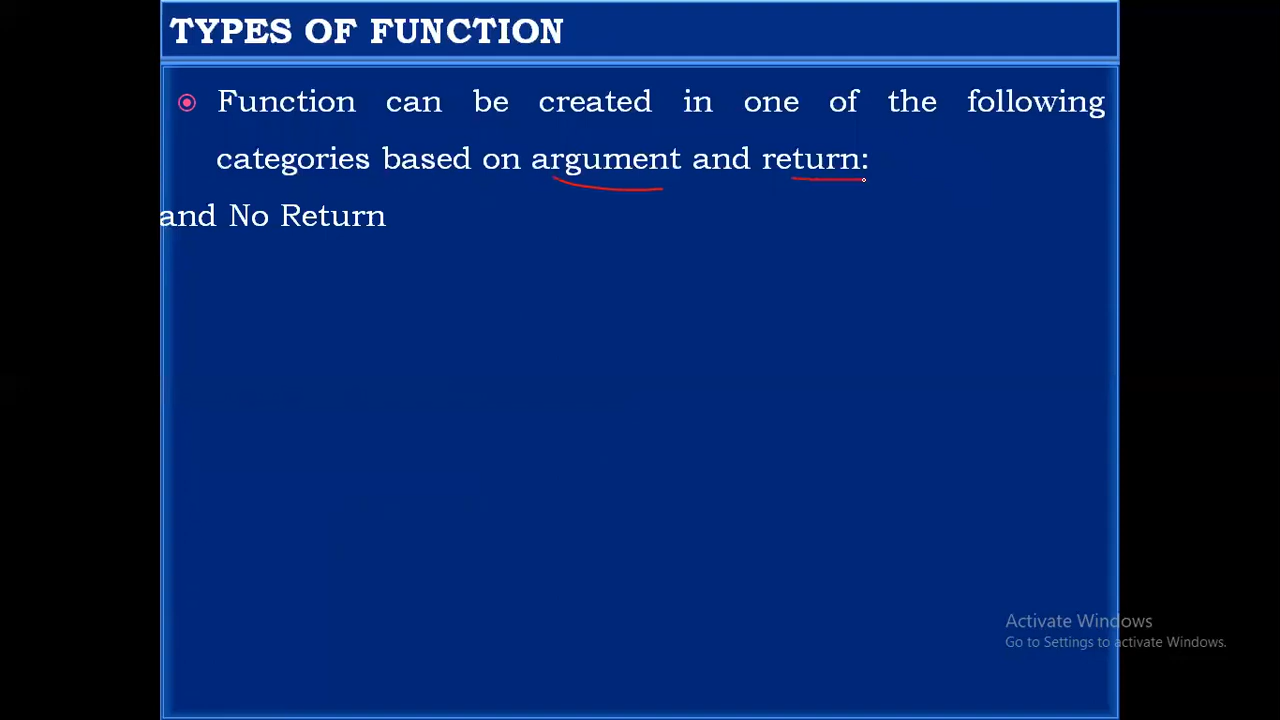 TYPES OF FUNCTION
Function can be created in one of the following
categories based on argument and return:
and No Return
Activate Windows
Go to Settings to activate Windows.